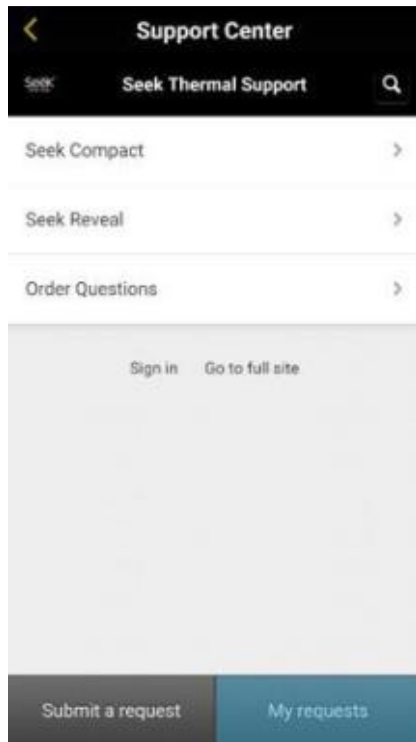 Support Center
Seek Seek Thermal Support
Seek Compact
Seek Reveal
Order Questions
Sign in Go to full site
Submit a request My requests